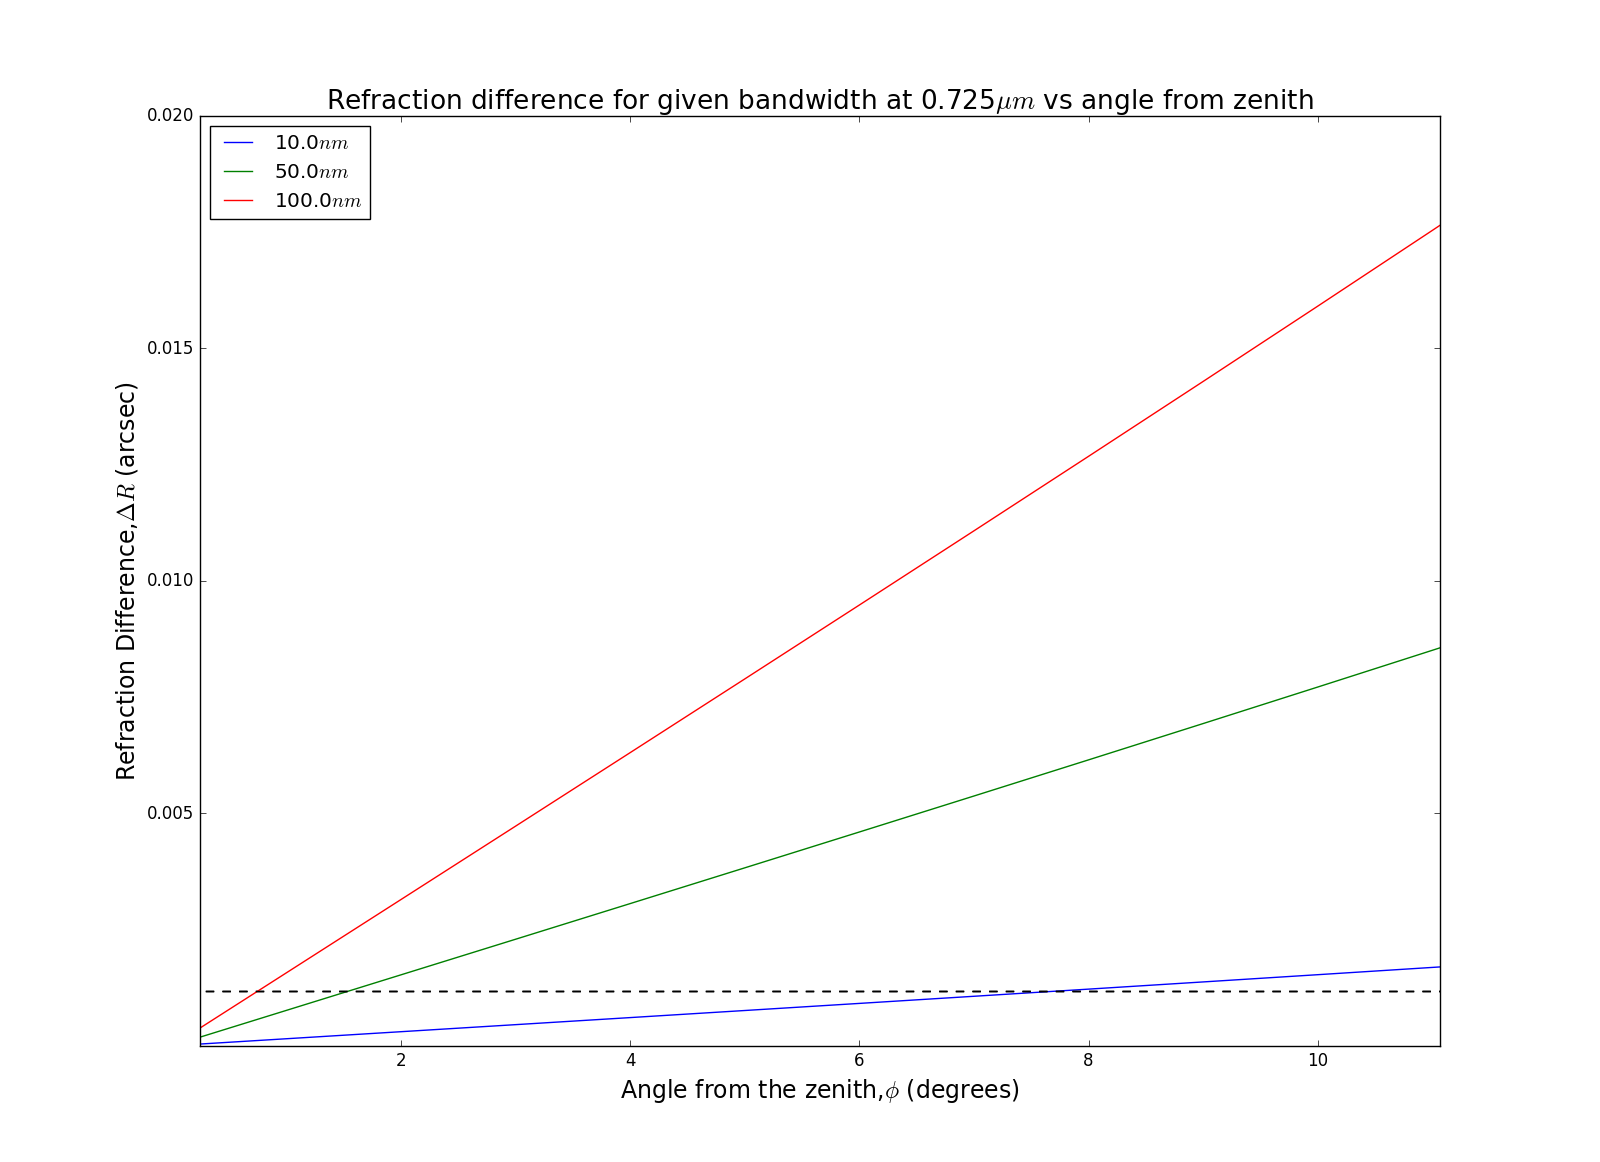 Refraction difference for given bandwidth at 0.725μm vs angle from zenith
0.020
10.0nm
50.0nm
100.0nm
0.015
0.010
0.005
Refraction Difference,ΔR (arcsec)
2 4 6 8 10
Angle from the zenith,ϕ (degrees)